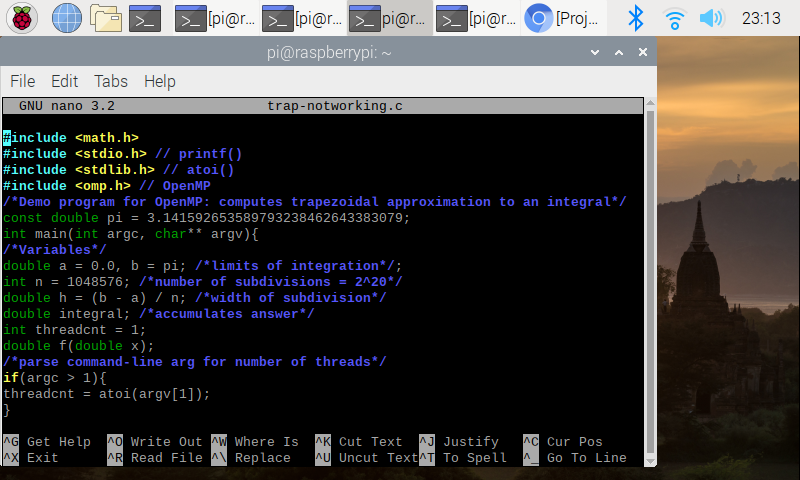 [pi@r... [pi@r... pi@r... [pi@r... [Proj... 23:13
pi@raspberrypi: ~
File Edit Tabs Help
GNU nano 3.2 trap-notworking.c
#include <math.h>
#include <stdio.h> // printf()
#include <stdlib.h> // atoi()
#include <omp.h> // OpenMP
/*Demo program for OpenMP: computes trapezoidal approximation to an integral*/
const double pi = 3.141592653589793238462643383079;
int main(int argc, char** argv){
/*Variables*/
double a = 0.0, b = pi; /*limits of integration*/;
int n = 1048576; /*number of subdivisions = 2^20*/
double h = (b - a) / n; /*width of subdivision*/
double integral; /*accumulates answer*/
int threadcnt = 1;
double f(double x);
/*parse command-line arg for number of threads*/
if(argc > 1){
threadcnt = atoi(argv[1]);
}
^G Get Help ^O Write Out ^W Where Is ^K Cut Text ^J Justify ^C Cur Pos
^X Exit ^R Read File ^\ Replace ^U Uncut Text ^T To Spell ^_ Go To Line